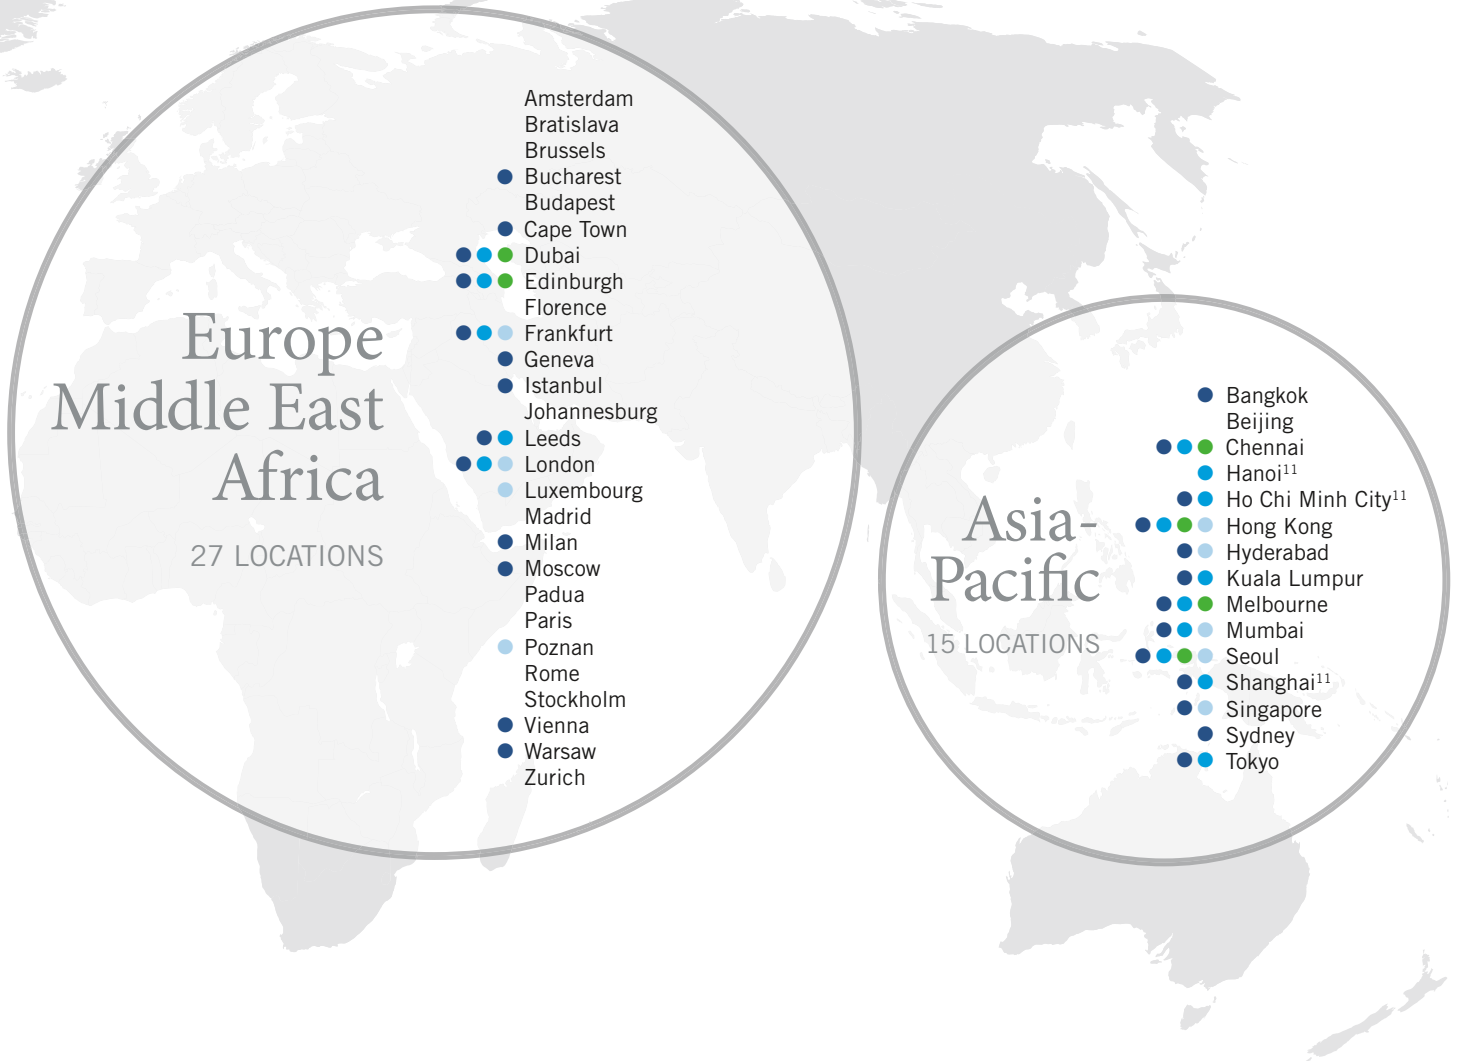 Europe
Middle East
Africa
27 LOCATIONS
Amsterdam
Bratislava
Brussels
Bucharest
Budapest
Cape Town
Dubai
Edinburgh
Florence
Frankfurt
Geneva
Istanbul
Johannesburg
Leeds
London
Luxembourg
Madrid
Milan
Moscow
Padua
Paris
Poznan
Rome
Stockholm
Vienna
Warsaw
Zurich
Asia-
Pacific
15 LOCATIONS
Bangkok
Beijing
Chennai
Hanoi¹¹
Ho Chi Minh City¹¹
Hong Kong
Hyderabad
Kuala Lumpur
Melbourne
Mumbai
Seoul
Shanghai¹¹
Singapore
Sydney
Tokyo